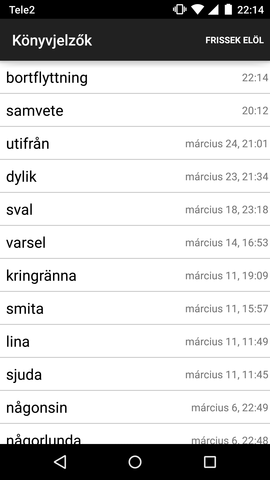 Tele2 22:14
Könyvjelzők FRISSEK ELÖL
bortflyttning 22:14
samvete 20:12
utifrån március 24, 21:01
dylik március 23, 21:34
sval március 18, 23:18
varsel március 14, 16:53
kringränna március 11, 19:09
smita március 11, 15:57
lina március 11, 11:49
sjuda március 11, 11:45
någonsin március 6, 22:49
någorlunda március 6, 22:48